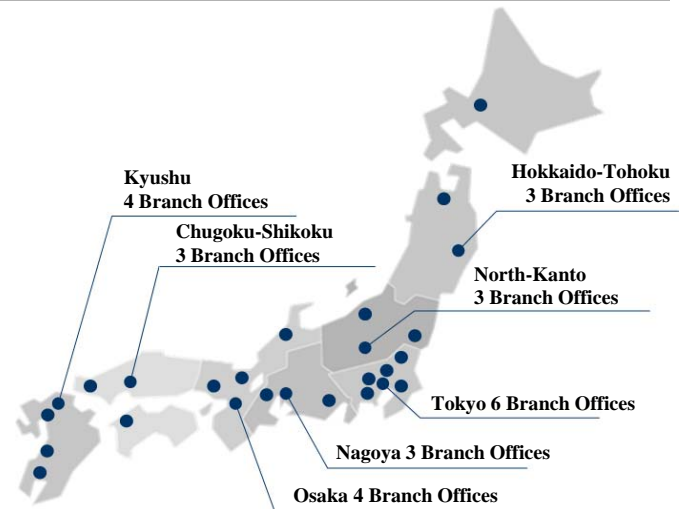 Hokkaido-Tohoku
3 Branch Offices
Kyushu
4 Branch Offices
Chugoku-Shikoku
3 Branch Offices
North-Kanto
3 Branch Offices
Tokyo 6 Branch Offices
Nagoya 3 Branch Offices
Osaka 4 Branch Offices